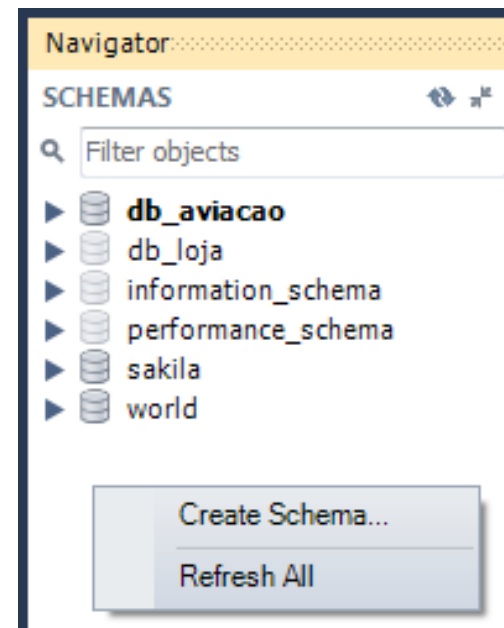 Navigator
SCHEMAS
Filter objects
db_aviacao
db_loja
information_schema
performance_schema
sakila
world
Create Schema...
Refresh All